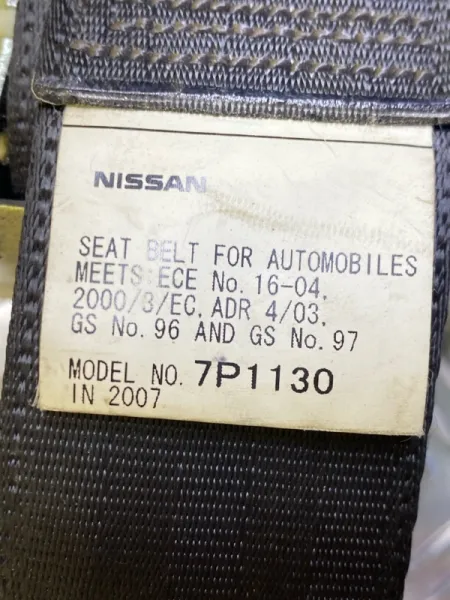 NISSAN
SEAT BELT FOR AUTOMOBILES
MEETS ECE No. 16-04,
2000/3/EC, ADR 4/03,
GS No. 96 AND GS No. 97
MODEL NO. 7P1130
IN 2007